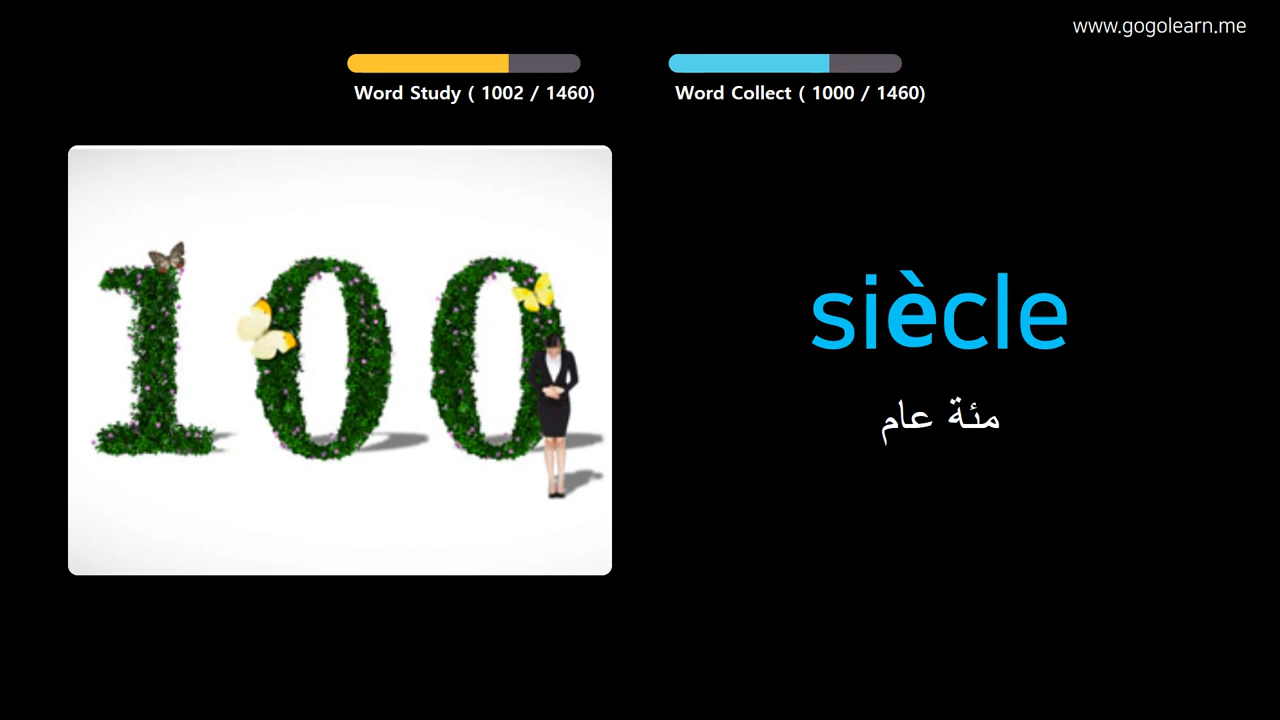 www.gogolearn.me
Word Study ( 1002 / 1460)
Word Collect ( 1000 / 1460)
100
siècle
مئة عام